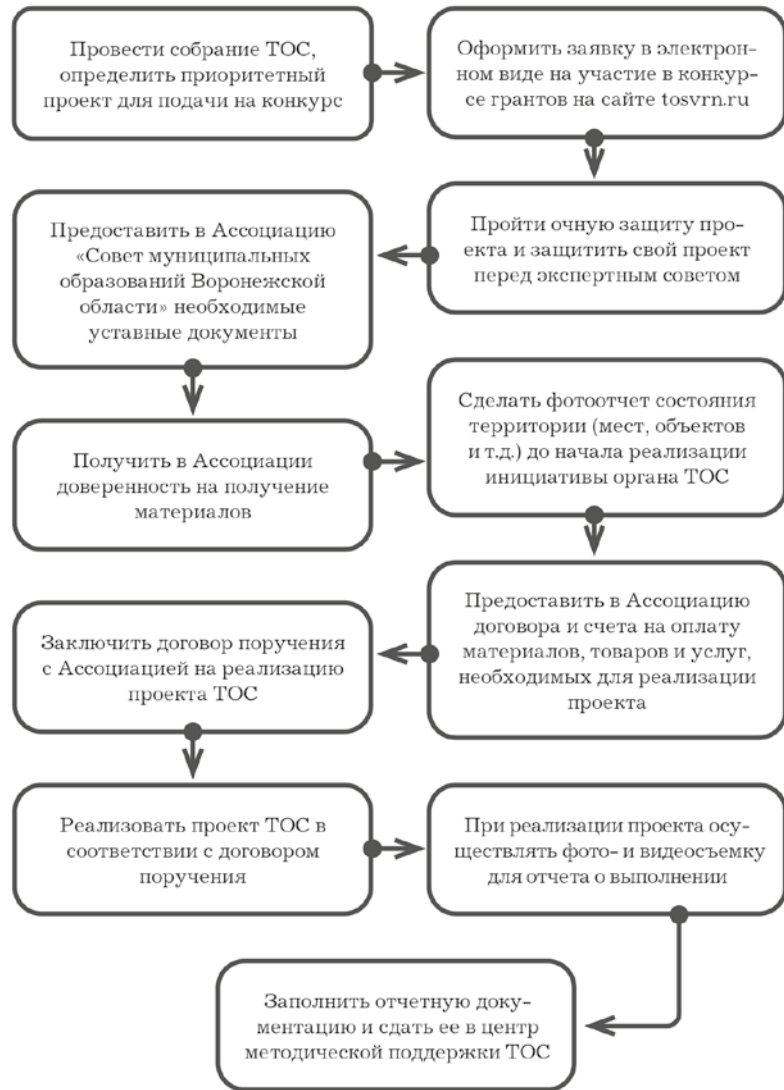 Провести собрание ТОС,
определить приоритетный
проект для подачи на конкурс
Оформить заявку в электрон-
ном виде на участие в конкур-
се грантов на сайте tosvrn.ru
Пройти очную защиту про-
екта и защитить свой проект
перед экспертным советом
Предоставить в Ассоциацию
«Совет муниципальных
образований Воронежской
области» необходимые
уставные документы
Получить в Ассоциации
доверенность на получение
материалов
Сделать фотоотчет состояния
территории (мест, объектов
и т.д.) до начала реализации
инициативы органа ТОС
Предоставить в Ассоциацию
договора и счета на оплату
материалов, товаров и услуг,
необходимых для реализации
проекта
Заключить договор поручения
с Ассоциацией на реализацию
проекта ТОС
Реализовать проект ТОС в
соответствии с договором
поручения
При реализации проекта осу-
ществлять фото- и видеосъемку
для отчета о выполнении
Заполнить отчетную доку-
ментацию и сдать ее в центр
методической поддержки ТОС